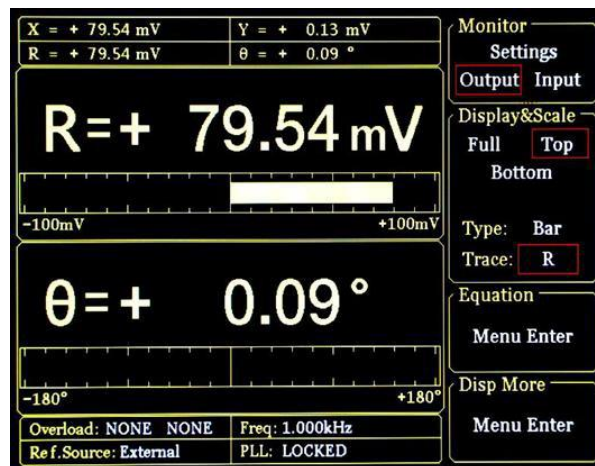 X = + 79.54 mV
Y = + 0.13 mV
R = + 79.54 mV
θ = + 0.09 °
R=+ 79.54 mV
-100mV
+100mV
θ=+ 0.09°
-180°
+180°
Overload: NONE NONE
Freq: 1.000kHz
Ref.Source: External
PLL: LOCKED
Monitor
Settings
Output Input
Display&Scale
Full Top
Bottom
Type: Bar
Trace: R
Equation
Menu Enter
Disp More
Menu Enter